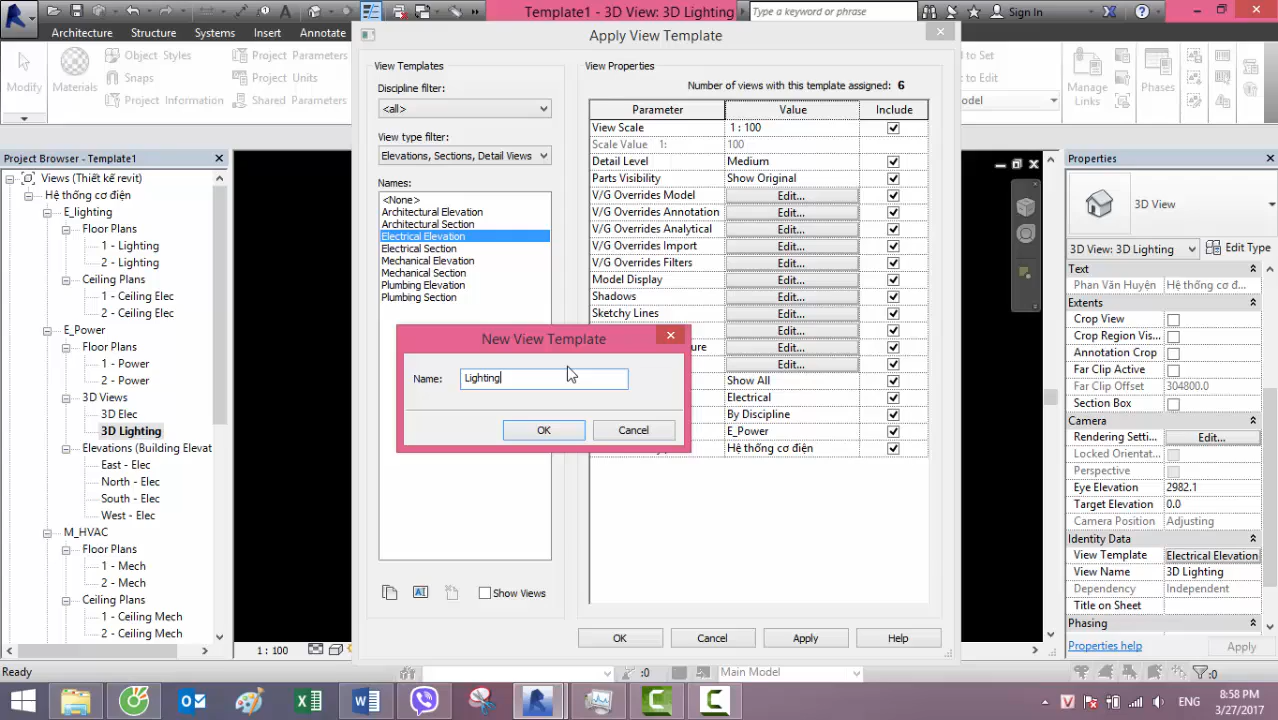 Template1 - 3D View: 3D Lighting
Type a keyword or phrase
Sign In
Architecture
Structure
Systems
Insert
Annotate
Modify
Materials
Object Styles
Snaps
Project Information
Project Parameters
Project Units
Shared Parameters
Manage
Links
Phases
Project Browser - Template1
Views (Thiết kế revit)
Hệ thống cơ điện
E_lighting
Floor Plans
1 - Lighting
2 - Lighting
Ceiling Plans
1 - Ceiling Elec
2 - Ceiling Elec
E_Power
Floor Plans
1 - Power
2 - Power
3D Views
3D Elec
3D Lighting
Elevations (Building Elevat
East - Elec
North - Elec
South - Elec
West - Elec
M_HVAC
Floor Plans
1 - Mech
2 - Mech
Ceiling Plans
1 - Ceiling Mech
2 - Ceiling Mech
Apply View Template
View Templates
Discipline filter:
<all>
View type filter:
Elevations, Sections, Detail Views
Names:
<None>
Architectural Elevation
Architectural Section
Electrical Elevation
Electrical Section
Mechanical Elevation
Mechanical Section
Plumbing Elevation
Plumbing Section
Show Views
View Properties
Number of views with this template assigned: 6
Parameter Value Include
View Scale 1 : 100
Scale Value 1: 100
Detail Level Medium
Parts Visibility Show Original
V/G Overrides Model Edit...
V/G Overrides Annotation Edit...
V/G Overrides Analytical Edit...
V/G Overrides Import Edit...
V/G Overrides Filters Edit...
Model Display Edit...
Shadows Edit...
Sketchy Lines Edit...
Edit...
ure Edit...
Edit...
Show All
Electrical
By Discipline
E_Power
Hệ thống cơ điện
New View Template
Name: Lighting
OK Cancel
OK Cancel Apply Help
Properties
3D View
3D View: 3D Lighting
Edit Type
Text
Phan Văn Huyện Hệ thống cơ đ...
Extents
Crop View
Crop Region Vis...
Annotation Crop
Far Clip Active
Far Clip Offset 304800.0
Section Box
Camera
Rendering Setti... Edit...
Locked Orientat...
Perspective
Eye Elevation 2982.1
Target Elevation 0.0
Camera Position Adjusting
Identity Data
View Template Electrical Elevation
View Name 3D Lighting
Dependency Independent
Title on Sheet
Phasing
Properties help
Apply
Ready
1 : 100
:0
Main Model
:0
ENG
8:58 PM
3/27/2017